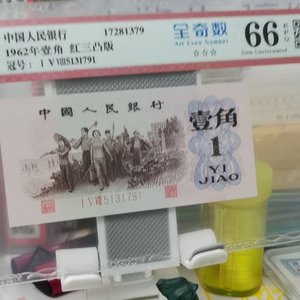 中国人民银行 17281379
1962年壹角 红三凸版
冠号: I V VIII 5131791
全奇数
All Even Number
☆☆☆
66 EPQ
Gem Uncirculated
中國人民銀行
壹角
1
YI
JIAO
I V VIII 5131791